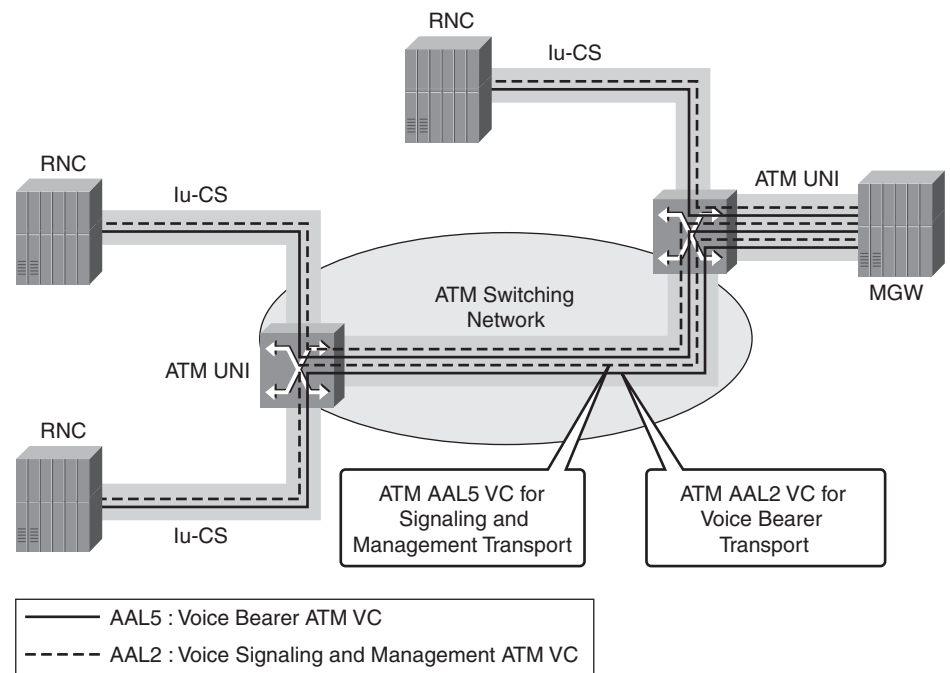 RNC
Iu-CS
RNC
Iu-CS
ATM UNI
MGW
ATM Switching
Network
ATM UNI
RNC
Iu-CS
ATM AAL5 VC for
Signaling and
Management Transport
ATM AAL2 VC for
Voice Bearer
Transport
AAL5 : Voice Bearer ATM VC
AAL2 : Voice Signaling and Management ATM VC